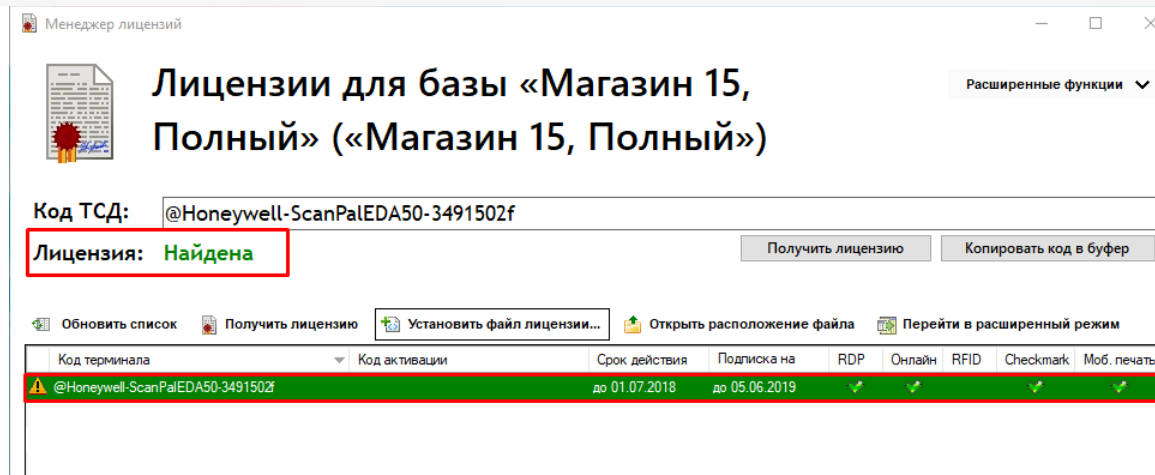 Менеджер лицензий
Лицензии для базы «Магазин 15,
Полный» («Магазин 15, Полный»)
Расширенные функции
Код ТСД: @Honeywell-ScanPalEDA50-3491502f
Лицензия: Найдена
Получить лицензию Копировать код в буфер
Обновить список Получить лицензию Установить файл лицензии... Открыть расположение файла Перейти в расширенный режим
Код терминала Код активации Срок действия Подписка на RDP Онлайн RFID Checkmark Моб. печать
@Honeywell-ScanPalEDA50-3491502f до 01.07.2018 до 05.06.2019